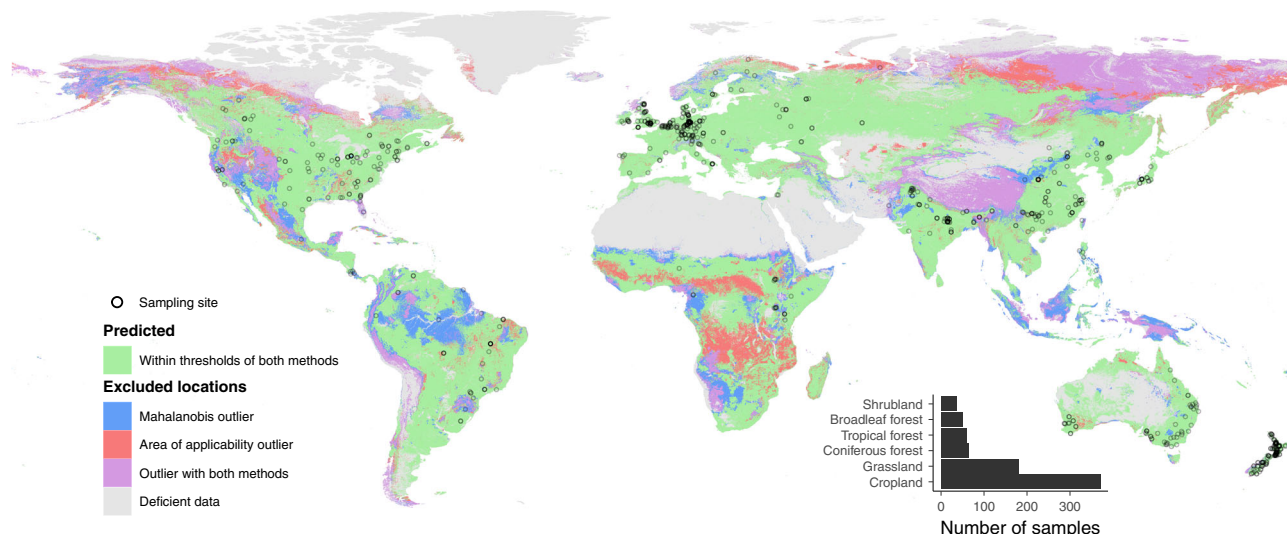 Sampling site
Predicted
Within thresholds of both methods
Excluded locations
Mahalanobis outlier
Area of applicability outlier
Outlier with both methods
Deficient data
Shrubland
Broadleaf forest
Tropical forest
Coniferous forest
Grassland
Cropland
0 100 200 300
Number of samples